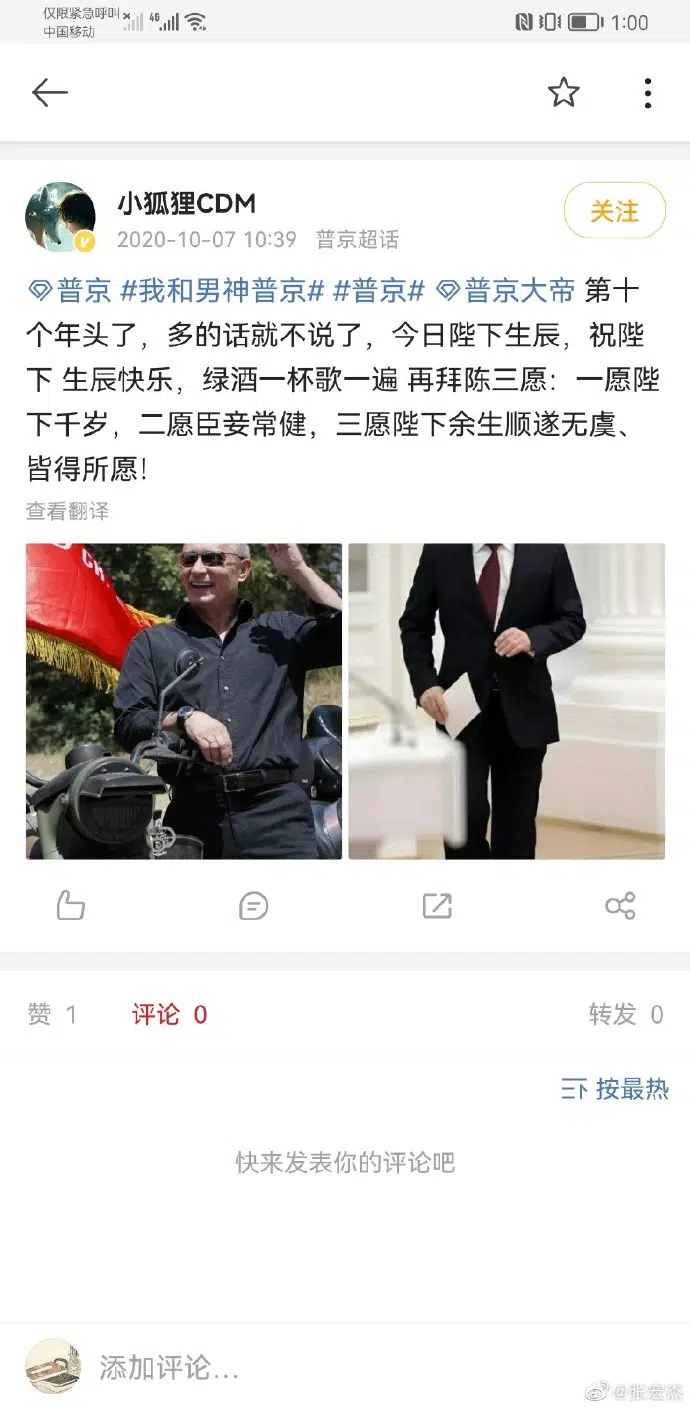 仅限紧急呼叫
中国移动
4G
1:00
小狐狸CDM
2020-10-07 10:39 普京超话
关注
普京 #我和男神普京# #普京# 普京大帝 第十
个年头了，多的话就不说了，今日陛下生辰，祝陛
下 生辰快乐，绿酒一杯歌一遍 再拜陈三愿：一愿陛
下千岁，二愿臣妾常健，三愿陛下余生顺遂无虞、
皆得所愿！
查看翻译
赞 1 评论 0 转发 0
按最热
快来发表你的评论吧
添加评论...
@张宏杰